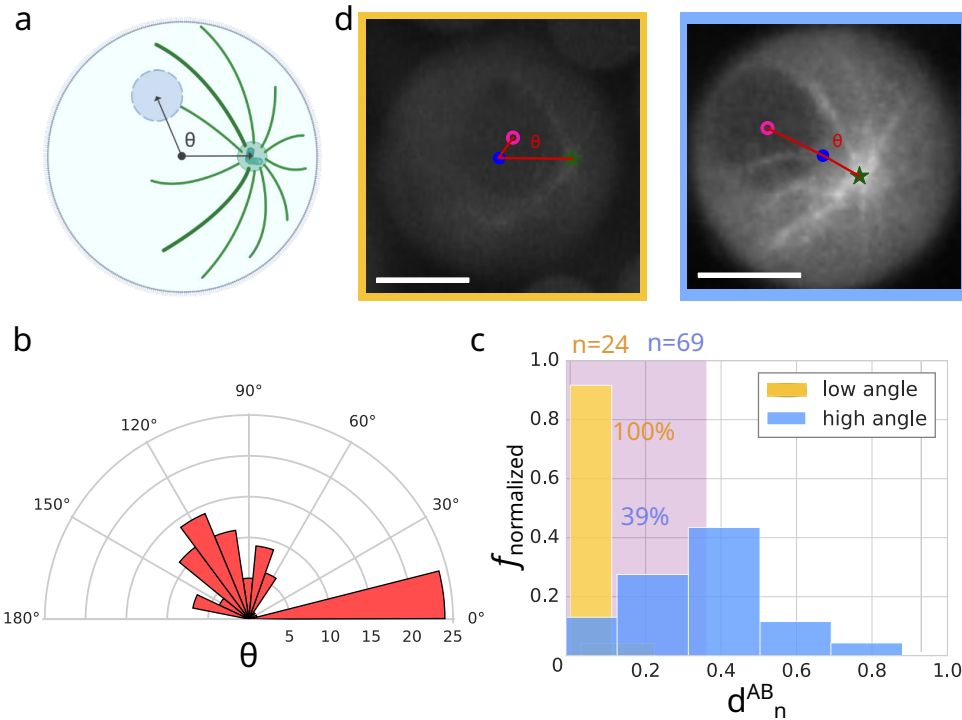 a
θ
d
θ
θ
b
90°
120°
60°
150°
30°
180°
0°
5 10 15 20 25
θ
c
n=24 n=69
1.0
0.8
0.6
0.4
0.2
0
f normalized
low angle
high angle
100%
39%
0.2 0.4 0.6 0.8 1.0
d^AB_n